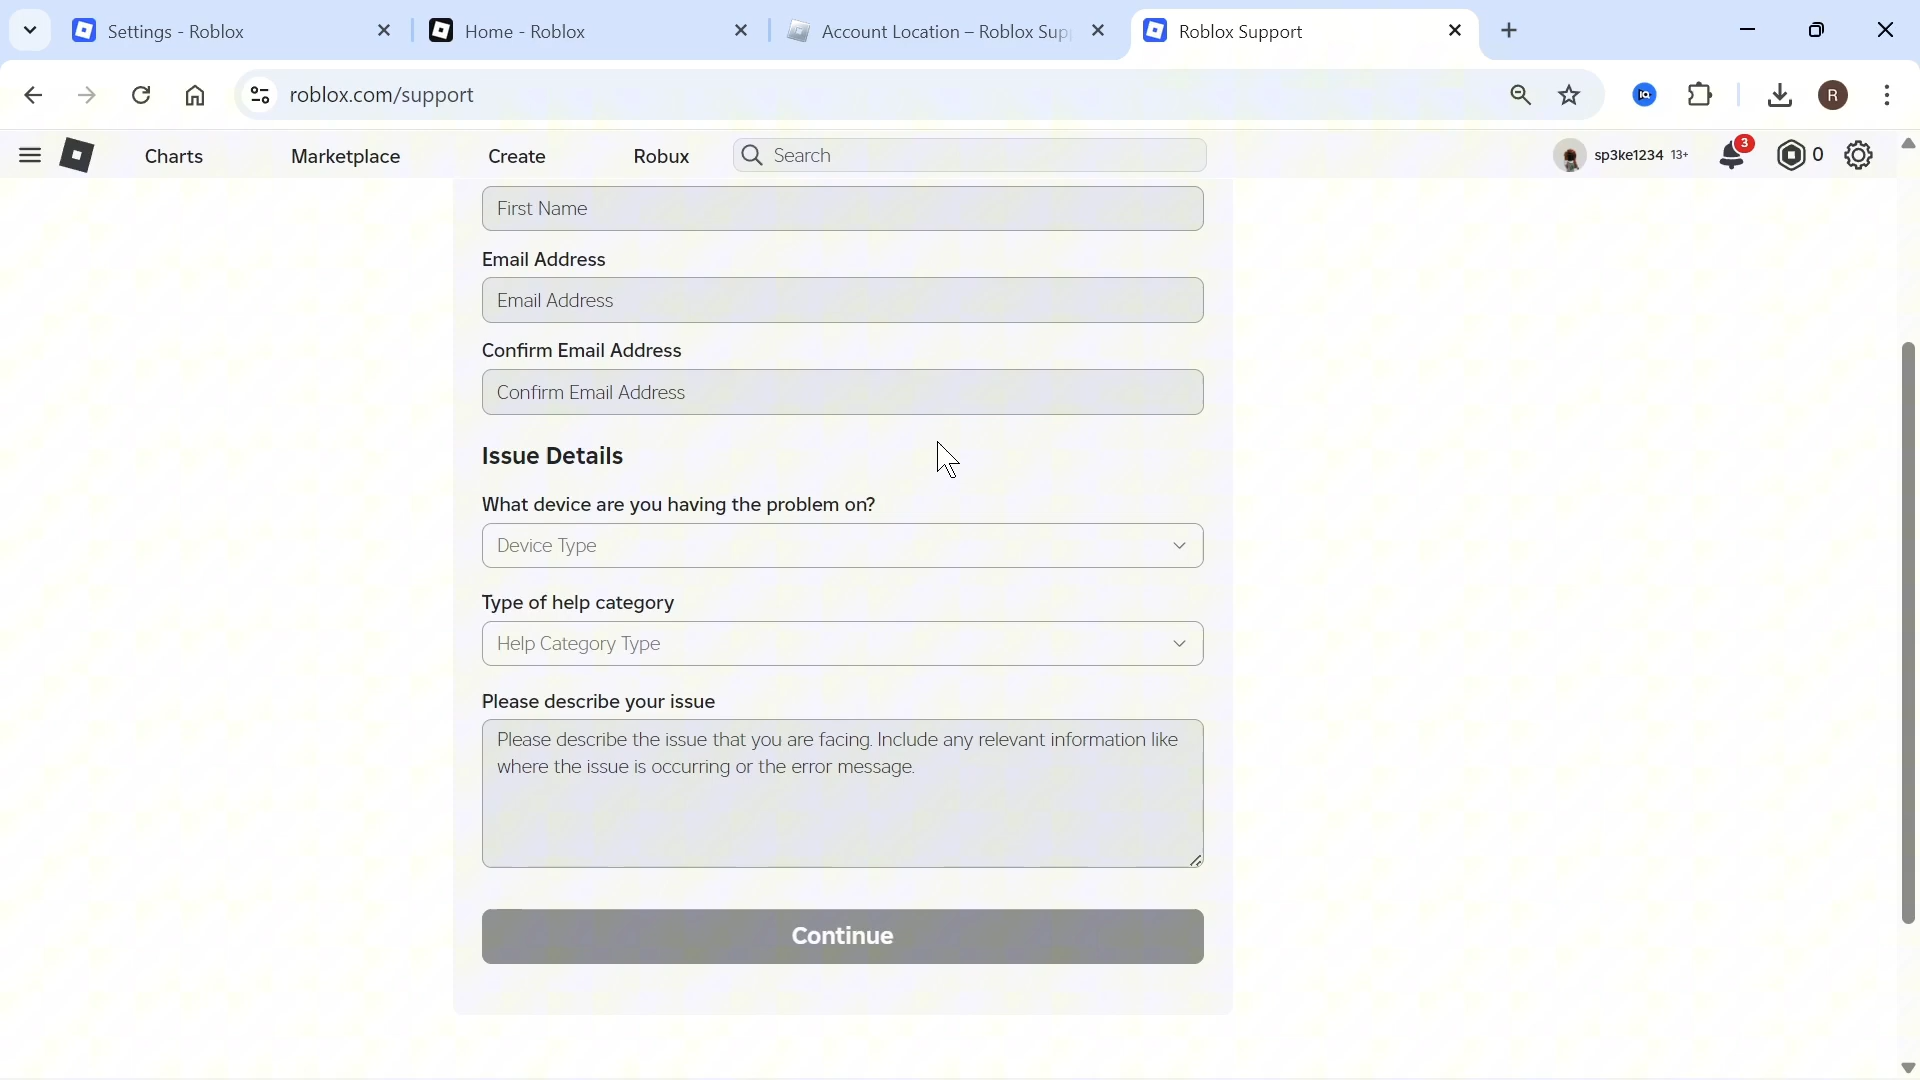 Settings - Roblox
Home - Roblox
Account Location – Roblox Sup
Roblox Support
roblox.com/support
R
Charts
Marketplace
Create
Robux
Search
sp3ke1234 13+
3
0
First Name
Email Address
Email Address
Confirm Email Address
Confirm Email Address
Issue Details
What device are you having the problem on?
Device Type
Type of help category
Help Category Type
Please describe your issue
Please describe the issue that you are facing. Include any relevant information like
where the issue is occurring or the error message.
Continue